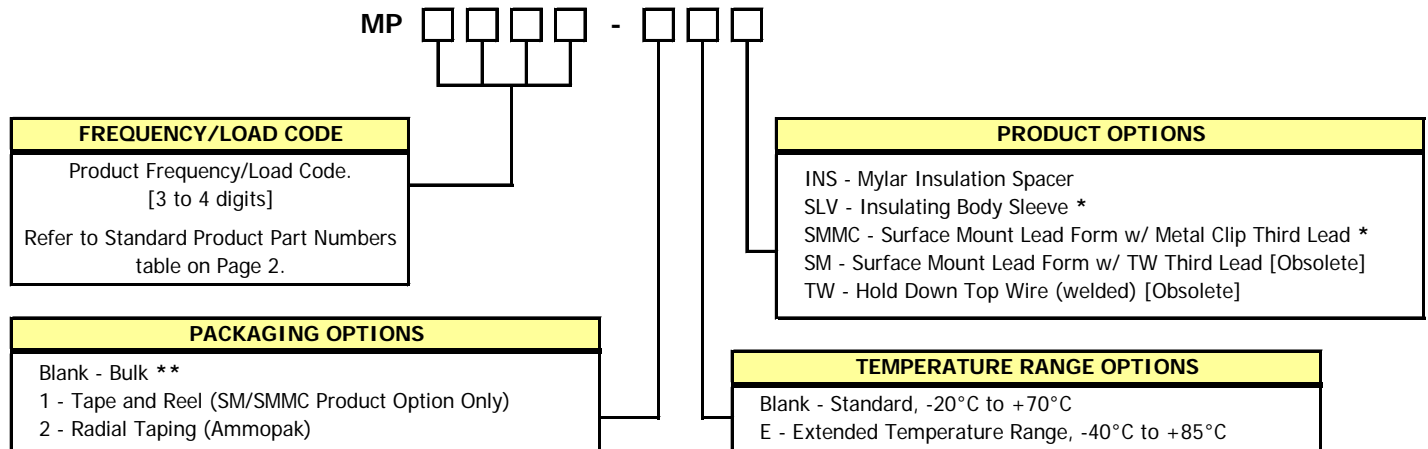 MP -
FREQUENCY/LOAD CODE
Product Frequency/Load Code.
[3 to 4 digits]
Refer to Standard Product Part Numbers
table on Page 2.
PRODUCT OPTIONS
INS - Mylar Insulation Spacer
SLV - Insulating Body Sleeve *
SMMC - Surface Mount Lead Form w/ Metal Clip Third Lead *
SM - Surface Mount Lead Form w/ TW Third Lead [Obsolete]
TW - Hold Down Top Wire (welded) [Obsolete]
PACKAGING OPTIONS
Blank - Bulk **
1 - Tape and Reel (SM/SMMC Product Option Only)
2 - Radial Taping (Ammopak)
TEMPERATURE RANGE OPTIONS
Blank - Standard, -20°C to +70°C
E - Extended Temperature Range, -40°C to +85°C